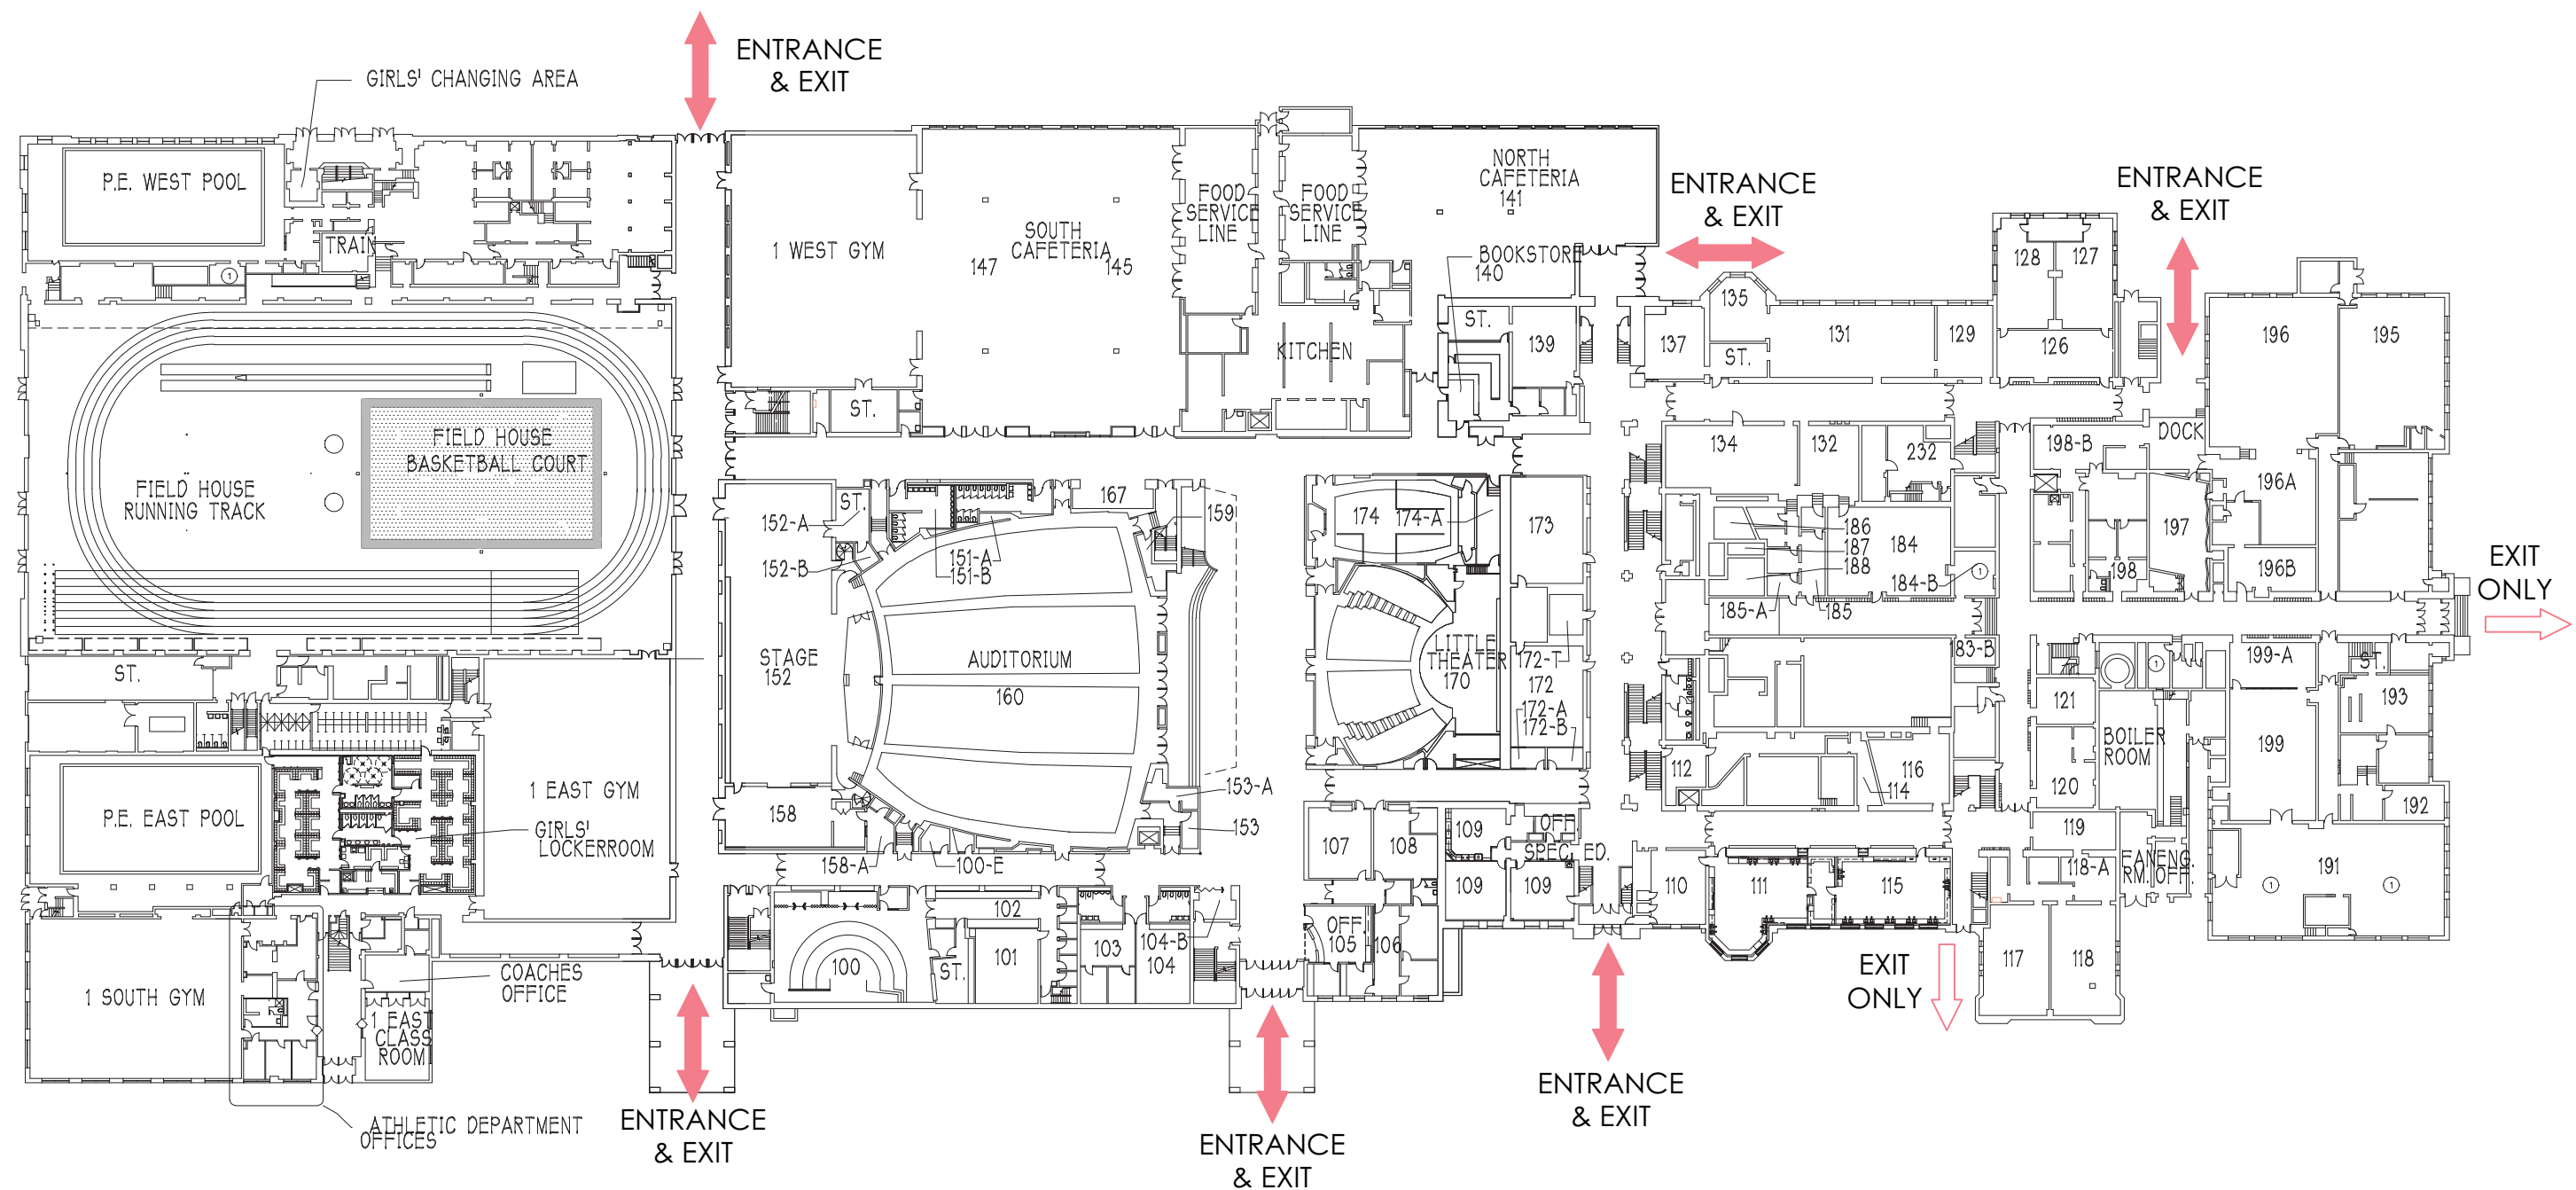 ENTRANCE
& EXIT
GIRLS' CHANGING AREA
P.E. WEST POOL
TRAIN
1
1 WEST GYM
SOUTH
CAFETERIA
147
145
FOOD
SERVICE
LINE
FOOD
SERVICE
LINE
NORTH
CAFETERIA
141
BOOKSTORE
140
ENTRANCE
& EXIT
ENTRANCE
& EXIT
ST.
139
KITCHEN
ST.
135
137
ST.
131
129
128
127
126
196
195
FIELD HOUSE
BASKETBALL COURT
FIELD HOUSE
RUNNING TRACK
134
132
232
198-B
DOCK
196A
197
198
196B
152-A
ST.
152-B
151-A
151-B
167
159
174
174-A
173
186
187
188
184
184-B
1
185-A
185
EXIT
ONLY
STAGE
152
AUDITORIUM
160
LITTLE
THEATER
170
172-T
172
172-A
172-B
183-B
ST.
121
120
BOILER
ROOM
1
199-A
199
ST.
193
192
112
114
116
P.E. EAST POOL
1 EAST GYM
GIRLS'
LOCKERROOM
158
158-A
100-E
153-A
153
107
108
109
OFF.
SPEC. ED.
109
109
110
111
115
119
118-A
FAN
RM.
ENG.
OFF.
191
1
1
100
102
ST.
101
103
104-B
104
OFF.
105
106
117
118
1 SOUTH GYM
COACHES
OFFICE
1 EAST
CLASS
ROOM
EXIT
ONLY
ATHLETIC DEPARTMENT
OFFICES
ENTRANCE
& EXIT
ENTRANCE
& EXIT
ENTRANCE
& EXIT